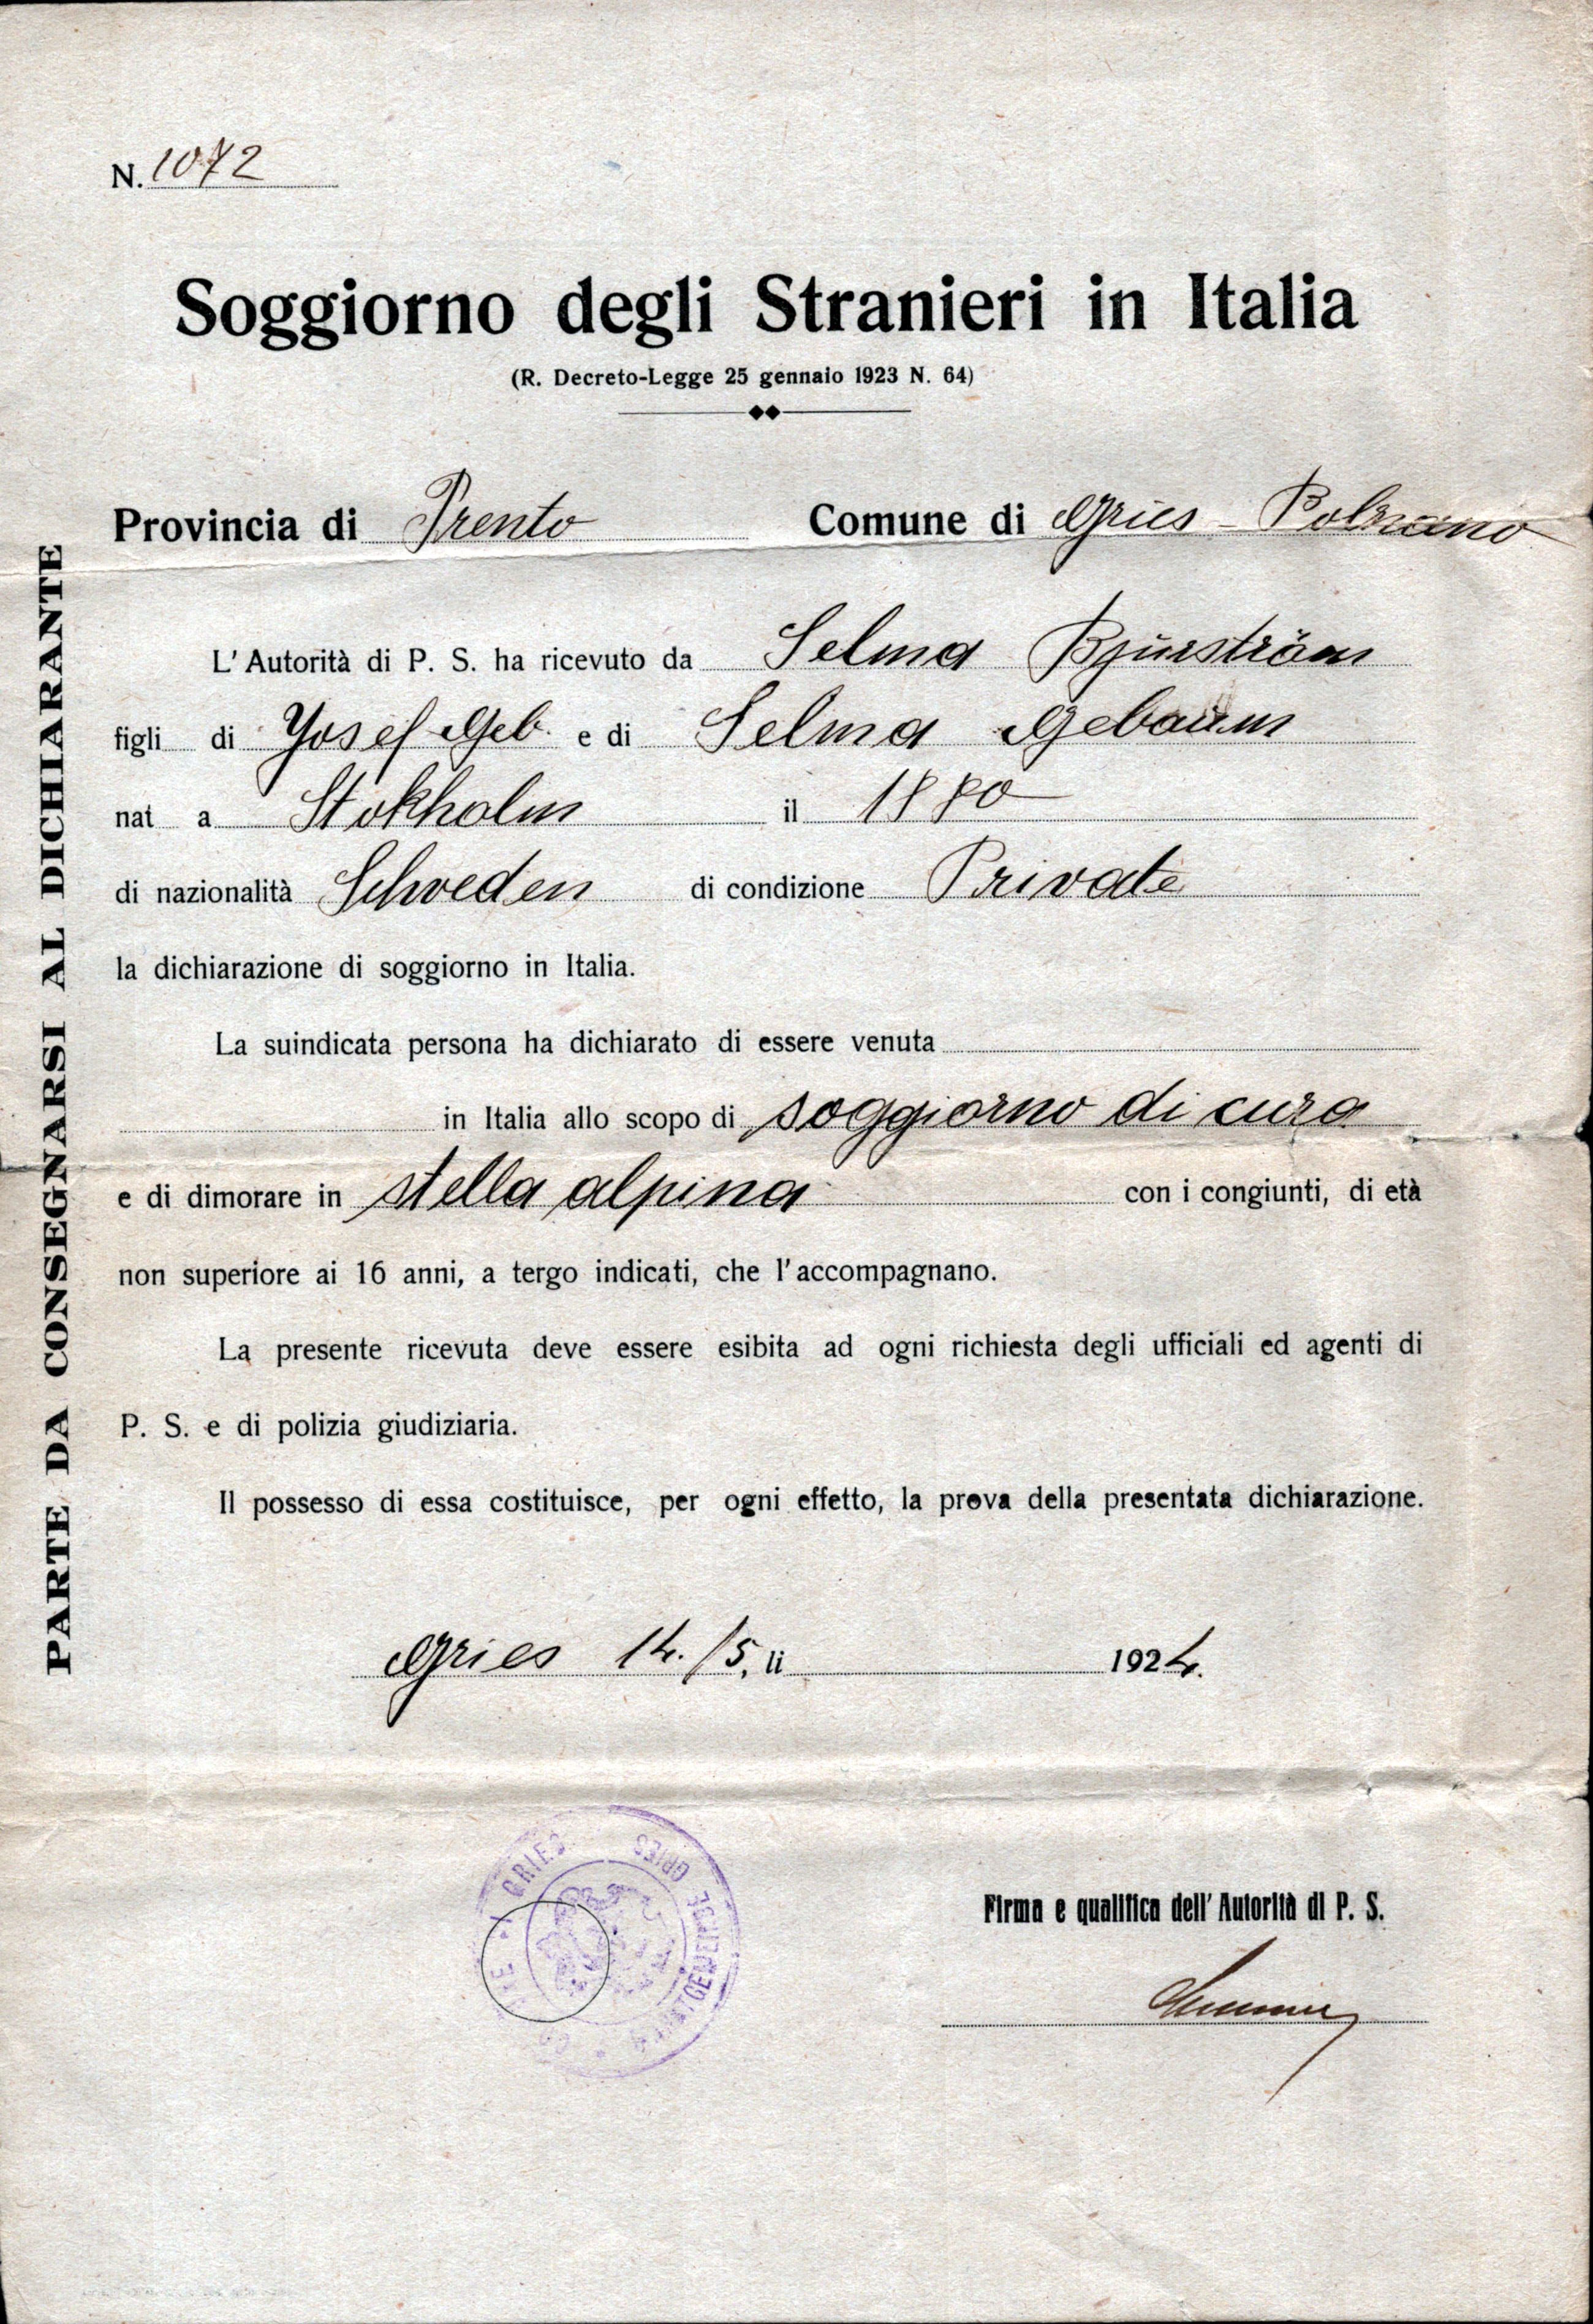 N. 1072
Soggiorno degli Stranieri in Italia
(R. Decreto-Legge 25 gennaio 1923 N. 64)
Provincia di Trento Comune di Gries - Bolzano
L' Autorità di P. S. ha ricevuto da Selma Bjürström
figli di Josef Geb. e di Selma Gebaum
nat a Stokholm il 1880
di nazionalità Schweden di condizione Private
la dichiarazione di soggiorno in Italia.
La suindicata persona ha dichiarato di essere venuta
in Italia allo scopo di soggiorno di cura
e di dimorare in stella alpina con i congiunti, di età
non superiore ai 16 anni, a tergo indicati, che l'accompagnano.
La presente ricevuta deve essere esibita ad ogni richiesta degli ufficiali ed agenti di
P. S. e di polizia giudiziaria.
Il possesso di essa costituisce, per ogni effetto, la prova della presentata dichiarazione.
Gries 14./5. li 1924.
Firma e qualifica dell' Autorità di P. S.
PARTE DA CONSEGNARSI AL DICHIARANTE
GRIES
GRIES